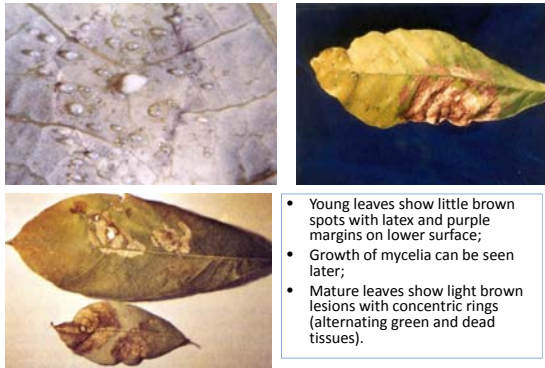 • Young leaves show little brown
spots with latex and purple
margins on lower surface;
• Growth of mycelia can be seen
later;
• Mature leaves show light brown
lesions with concentric rings
(alternating green and dead
tissues).